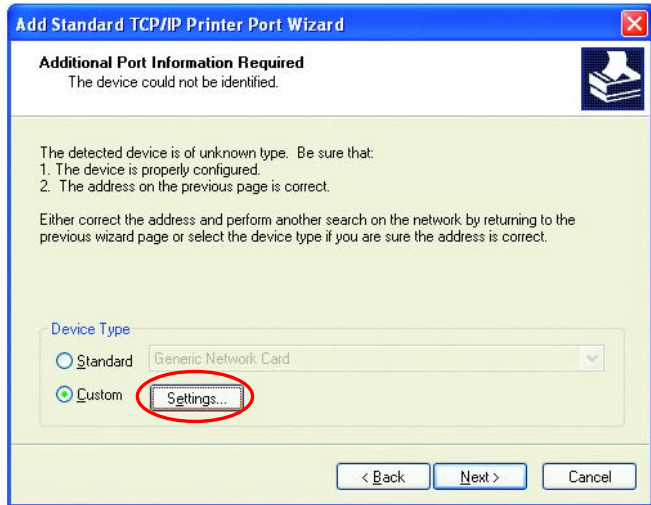 Add Standard TCP/IP Printer Port Wizard
Additional Port Information Required
The device could not be identified.
The detected device is of unknown type.  Be sure that:
1. The device is properly configured.
2.  The address on the previous page is correct.
Either correct the address and perform another search on the network by returning to the
previous wizard page or select the device type if you are sure the address is correct.
Device Type
Standard
Generic Network Card
Custom
Settings...
< Back
Next >
Cancel